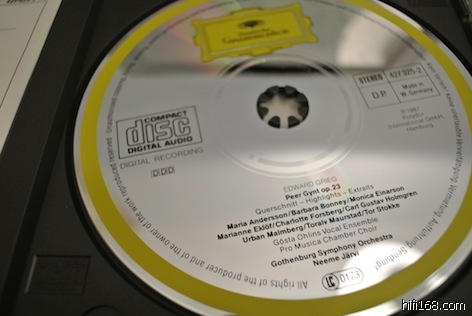 Deutsche
Grammophon
STEREO 427 325-2
D.P. Made in
W. Germany
℗ 1987
Polydor
International GmbH,
Hamburg
COMPACT
disc
DIGITAL AUDIO
DIGITAL RECORDING
DDD
EDVARD GRIEG
Peer Gynt op. 23
Querschnitt - Highlights - Extraits
Maria Andersson/Barbara Bonney/Monica Einarson
Marianne Eklöf/Charlotte Forsberg/Carl Gustav Holmgren
Urban Malmberg/Toralv Maurstad/Tor Stokke
Gösta Ohlins Vocal Ensemble
Pro Musica Chamber Choir
Gothenburg Symphony Orchestra
Neeme Järvi
LC 0173
All rights of the producer and of the owner of the work reproduced reserved.
hifi168.com